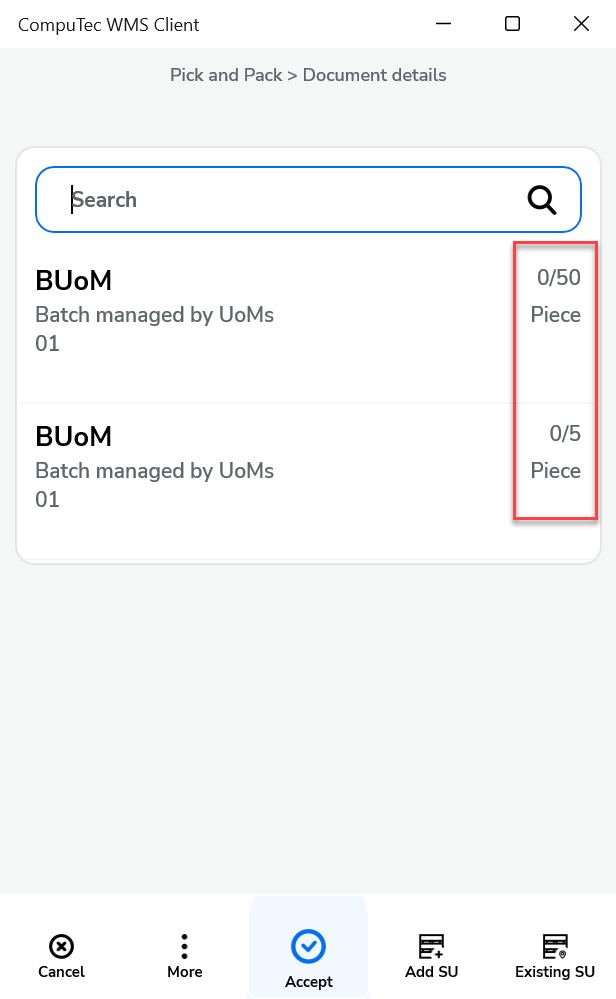 CompuTec WMS Client
Pick and Pack > Document details
Search
BUoM
0/50
Batch managed by UoMs
Piece
01
BUoM
0/5
Batch managed by UoMs
Piece
01
Cancel
More
Accept
Add SU
Existing SU